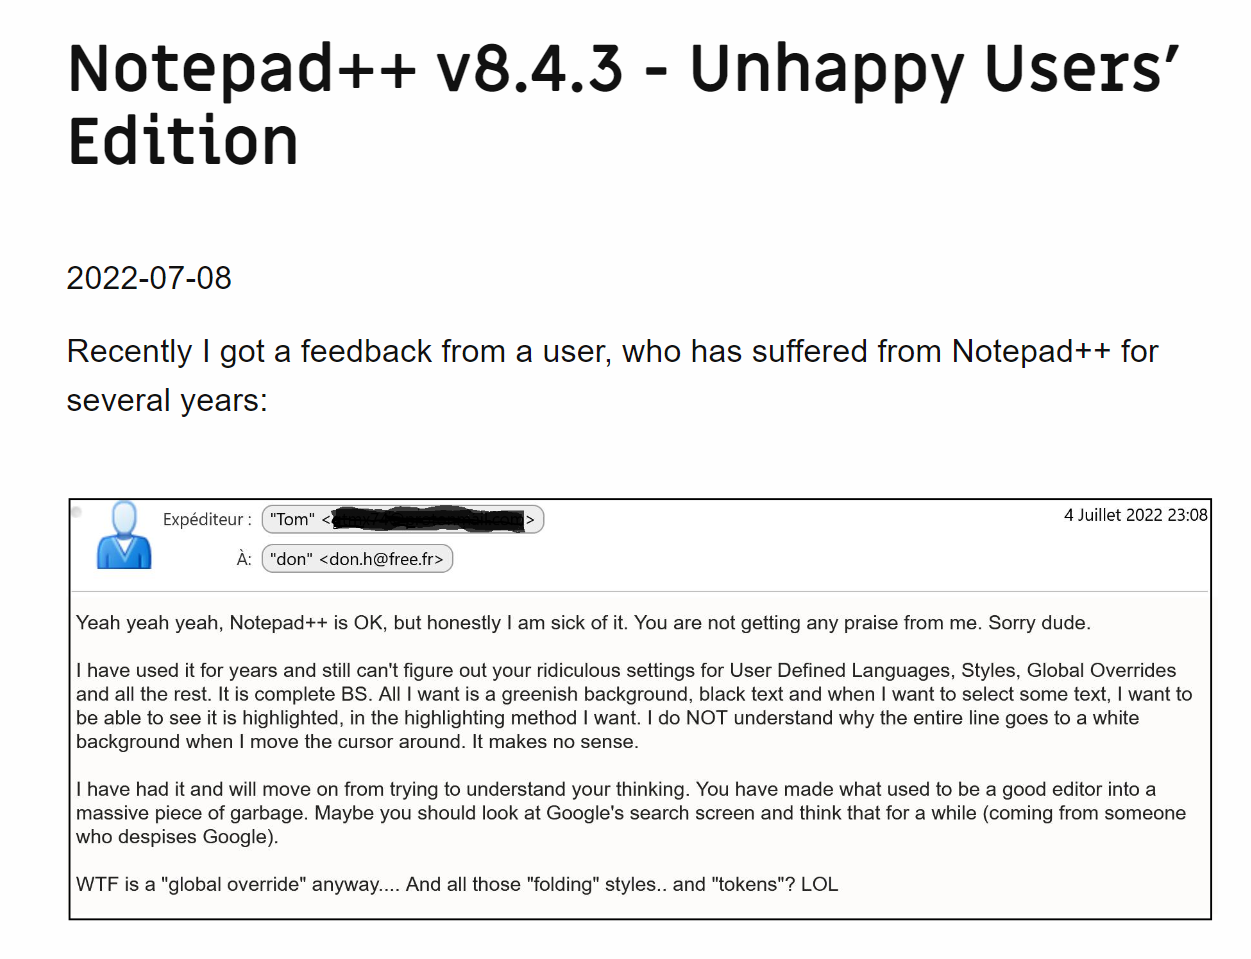 Notepad++ v8.4.3 - Unhappy Users’
Edition
2022-07-08
Recently I got a feedback from a user, who has suffered from Notepad++ for
several years:
Expéditeur : "Tom" < >
4 Juillet 2022 23:08
À: "don" <don.h@free.fr>
Yeah yeah yeah, Notepad++ is OK, but honestly I am sick of it. You are not getting any praise from me. Sorry dude.
I have used it for years and still can't figure out your ridiculous settings for User Defined Languages, Styles, Global Overrides
and all the rest. It is complete BS. All I want is a greenish background, black text and when I want to select some text, I want to
be able to see it is highlighted, in the highlighting method I want. I do NOT understand why the entire line goes to a white
background when I move the cursor around. It makes no sense.
I have had it and will move on from trying to understand your thinking. You have made what used to be a good editor into a
massive piece of garbage. Maybe you should look at Google's search screen and think that for a while (coming from someone
who despises Google).
WTF is a "global override" anyway.... And all those "folding" styles.. and "tokens"? LOL